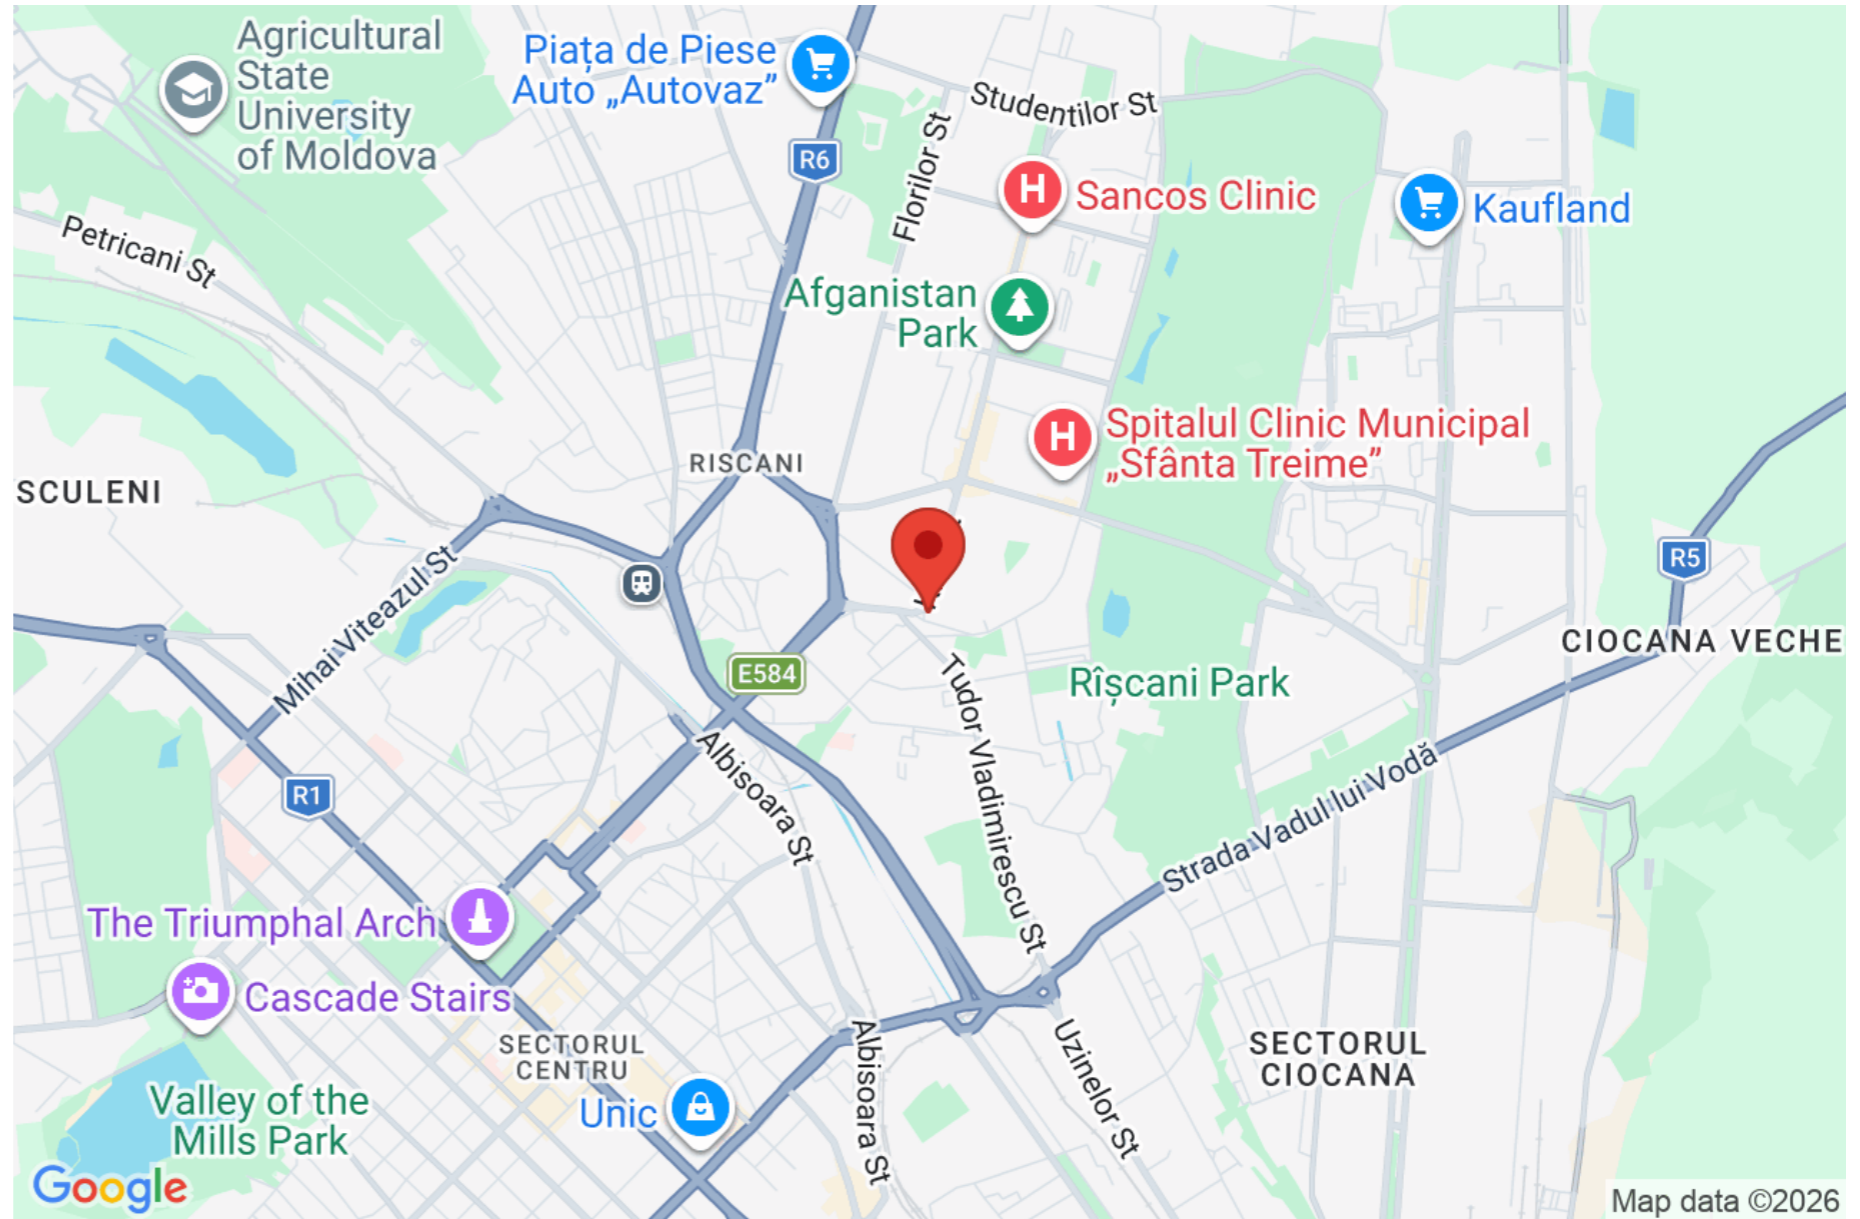 Agricultural
State
University
of Moldova
Piața de Piese
Auto „Autovaz”
R6
Studentilor St
Florilor St
Sancos Clinic
Kaufland
Petricani St
Afganistan
Park
Spitalul Clinic Municipal
„Sfânta Treime”
RISCANI
SCULENI
R5
Mihai Viteazul St
CIOCANA VECHE
E584
Rîșcani Park
Tudor Vladimirescu St
Albisoara St
R1
Strada Vadul lui Vodă
The Triumphal Arch
Cascade Stairs
SECTORUL
CENTRU
Albisoara St
Uzinelor St
SECTORUL
CIOCANA
Valley of the
Mills Park
Unic
Google
Map data ©2026